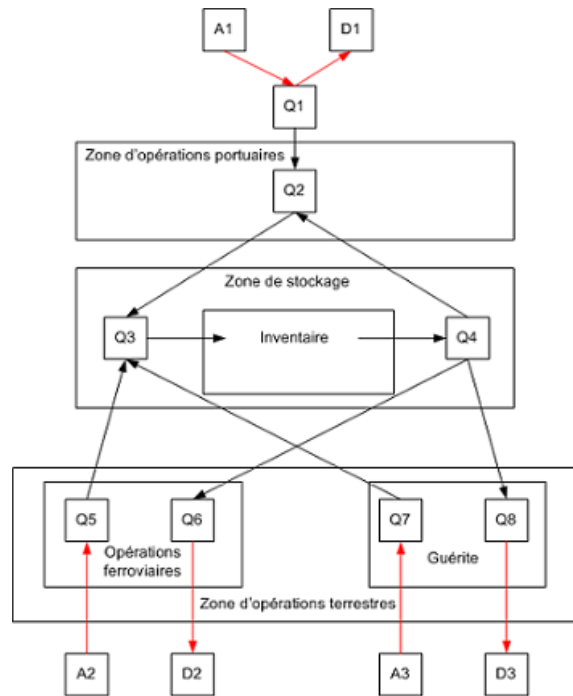 A1
D1
Q1
Zone d'opérations portuaires
Q2
Zone de stockage
Q3
Inventaire
Q4
Q5
Q6
Q7
Q8
Opérations
ferroviaires
Guérite
Zone d'opérations terrestres
A2
D2
A3
D3